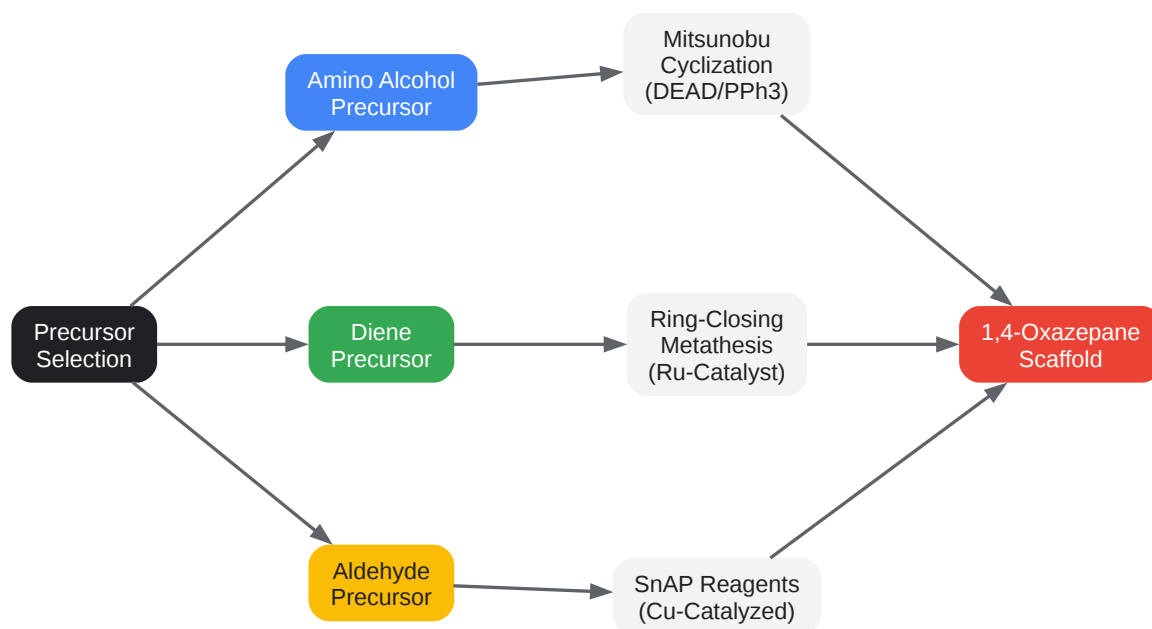 Precursor
Selection
Amino Alcohol
Precursor
Mitsunobu
Cyclization
(DEAD/PPh3)
Diene
Precursor
Ring-Closing
Metathesis
(Ru-Catalyst)
Aldehyde
Precursor
SnAP Reagents
(Cu-Catalyzed)
1,4-Oxazepane
Scaffold